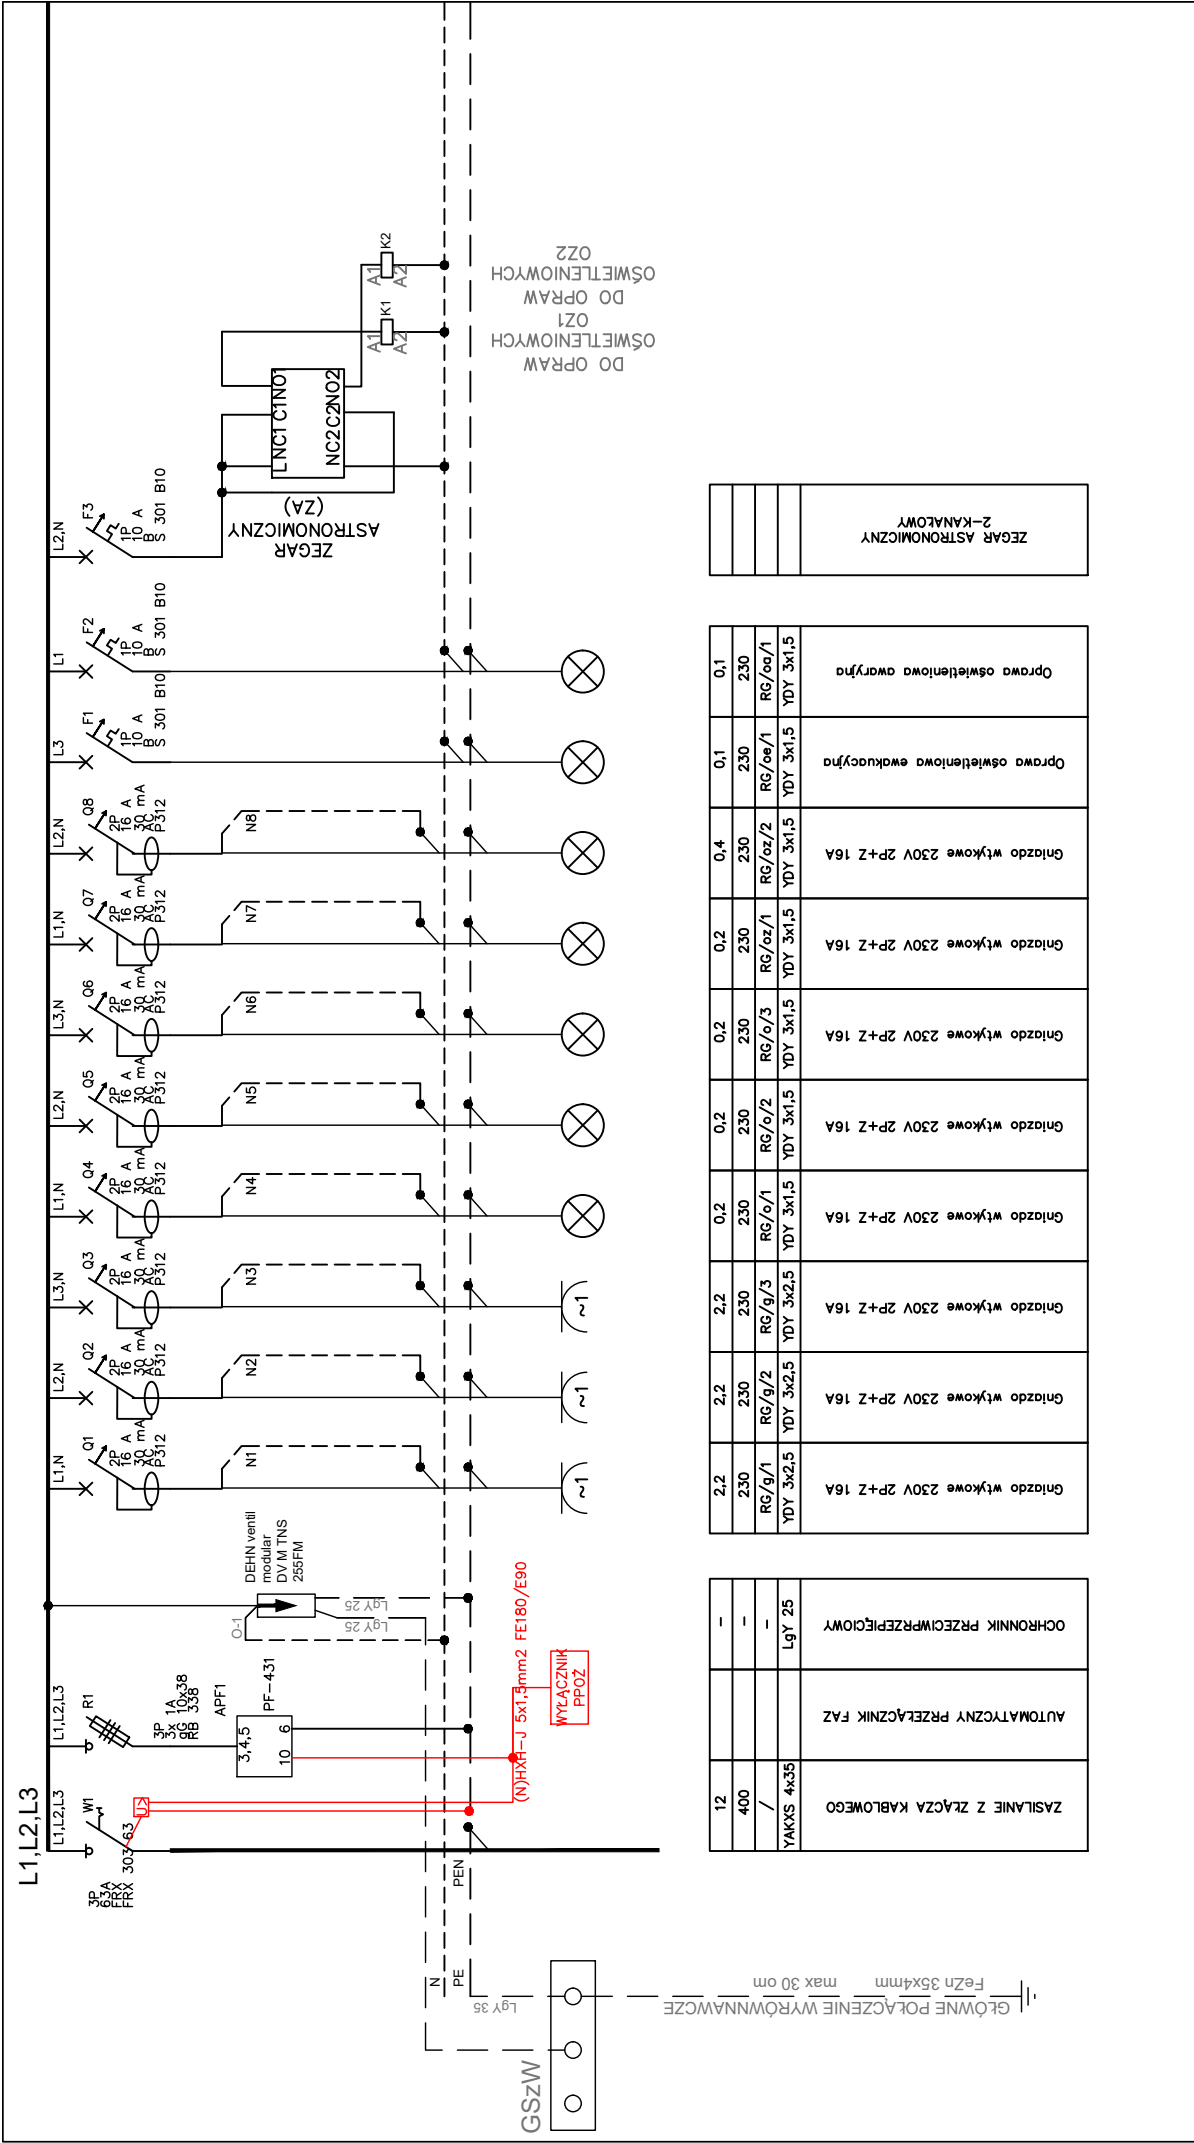 L1,L2,L3
L1,L2,L3
W1
3P
63A
FRX
FRX 303 63
U>
L1,L2,L3
R1
3P
3x 1A
gG 10x38
RB 338
APF1
PF-431
3,4,5
10 6
(N)HXH-J 5x1,5mm2 FE180/E90
WYŁĄCZNIK
PPOŻ
DEHN ventil
modular
DV M TNS
255FM
O-1
LgY 25
LgY 25
L1,N
Q1
2P
16 A
30 mA
AC
P312
N1
~1
L2,N
Q2
2P
16 A
30 mA
AC
P312
N2
~1
L3,N
Q3
2P
16 A
30 mA
AC
P312
N3
~1
L1,N
Q4
2P
16 A
30 mA
AC
P312
N4
L2,N
Q5
2P
16 A
30 mA
AC
P312
N5
L3,N
Q6
2P
16 A
30 mA
AC
P312
N6
L1,N
Q7
2P
16 A
30 mA
AC
P312
N7
L2,N
Q8
2P
16 A
30 mA
AC
P312
N8
L3
F1
1P
10 A
B
S 301 B10
L1
F2
1P
10 A
B
S 301 B10
L2,N
F3
1P
10 A
B
S 301 B10
ZEGAR
ASTRONOMICZNY
(ZA)
L NC1 C1 NO1
NC2 C2 NO2
A1
A2
K1
A1
A2
K2
DO OPRAW
OŚWIETLENIOWYCH
OZ1
DO OPRAW
OŚWIETLENIOWYCH
OZ2
N
PE
PEN
LgY 35
GSzW
GŁÓWNE POŁĄCZENIE WYRÓWNNAWCZE
FeZn 35x4mm max 30 om
12
400
/
YAKXS 4x35
ZASILANIE Z ZŁĄCZA KABLOWEGO
AUTOMATYCZNY PRZEŁĄCZNIK FAZ
-
-
-
LgY 25
OCHRONNIK PRZECIWPRZEPIĘCIOWY
2,2
230
RG/g/1
YDY 3x2,5
Gniazdo wtykowe 230V 2P+Z 16A
2,2
230
RG/g/2
YDY 3x2,5
Gniazdo wtykowe 230V 2P+Z 16A
2,2
230
RG/g/3
YDY 3x2,5
Gniazdo wtykowe 230V 2P+Z 16A
0,2
230
RG/o/1
YDY 3x1,5
Gniazdo wtykowe 230V 2P+Z 16A
0,2
230
RG/o/2
YDY 3x1,5
Gniazdo wtykowe 230V 2P+Z 16A
0,2
230
RG/o/3
YDY 3x1,5
Gniazdo wtykowe 230V 2P+Z 16A
0,2
230
RG/oz/1
YDY 3x1,5
Gniazdo wtykowe 230V 2P+Z 16A
0,4
230
RG/oz/2
YDY 3x1,5
Gniazdo wtykowe 230V 2P+Z 16A
0,1
230
RG/oe/1
YDY 3x1,5
Oprawa oświetleniowa ewakuacyjna
0,1
230
RG/oa/1
YDY 3x1,5
Oprawa oświetleniowa awaryjna
ZEGAR ASTRONOMICZNY
2-KANAŁOWY